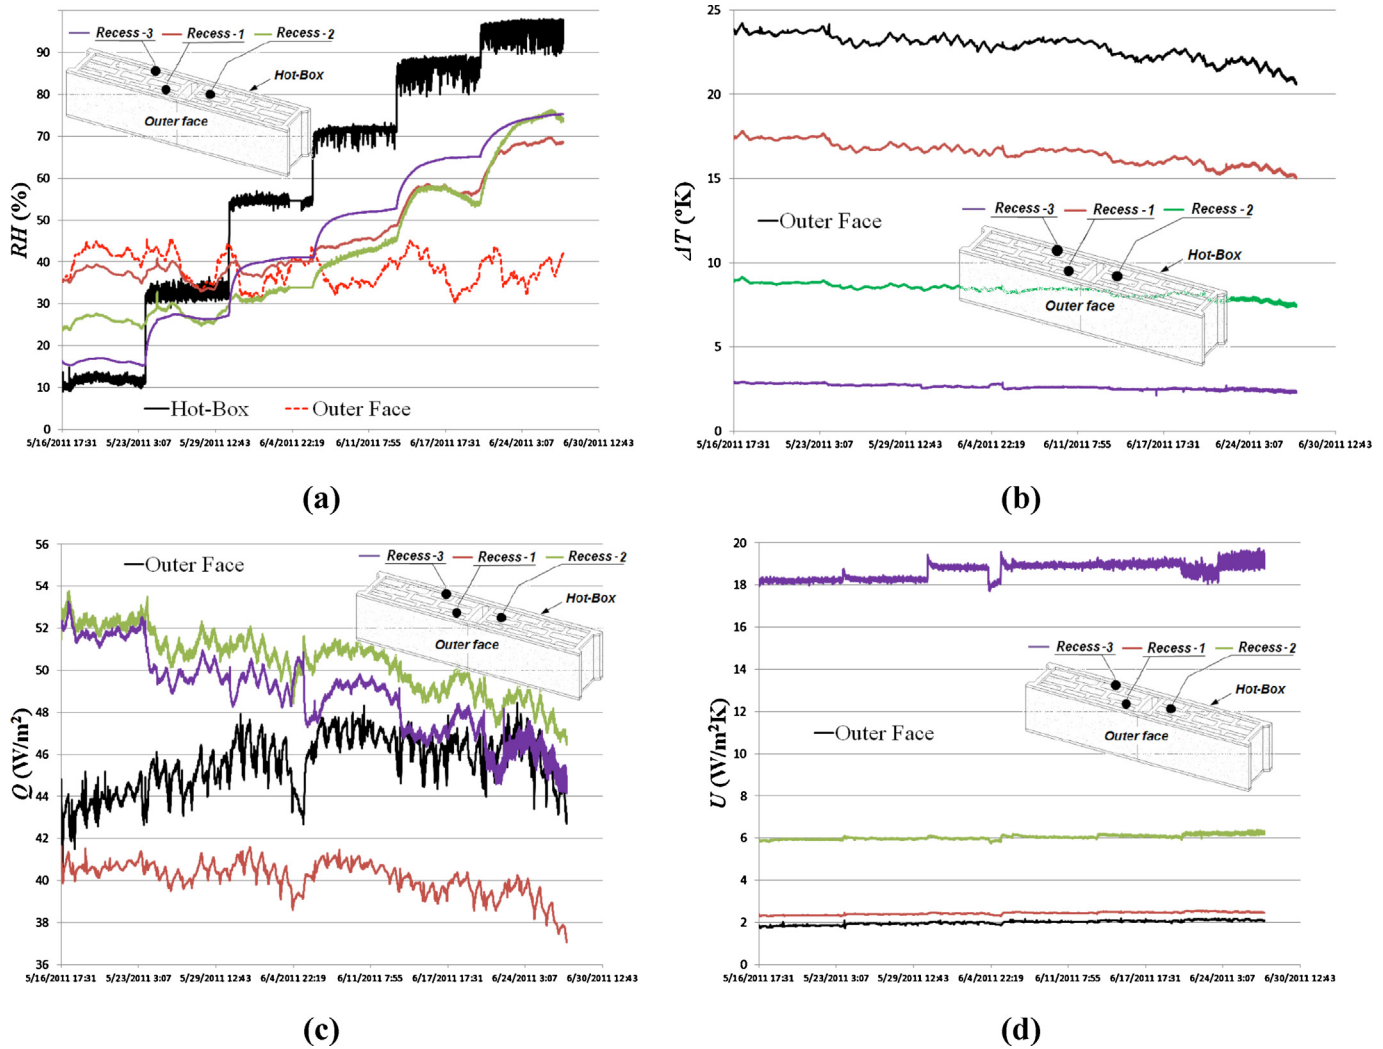 RH (%)
100
90
80
70
60
50
40
30
20
10
0
Recess-3
Recess-1
Recess-2
Hot-Box
Outer face
Hot-Box
Outer Face
5/16/2011 17:31
5/23/2011 3:07
5/29/2011 12:43
6/4/2011 22:19
6/11/2011 7:55
6/17/2011 17:31
6/24/2011 3:07
6/30/2011 12:43
(a)
ΔT (°K)
25
20
15
10
5
0
Outer Face
Recess-3
Recess-1
Recess-2
Hot-Box
Outer face
5/16/2011 17:31
5/23/2011 3:07
5/29/2011 12:43
6/4/2011 22:19
6/11/2011 7:55
6/17/2011 17:31
6/24/2011 3:07
6/30/2011 12:43
(b)
Q (W/m²)
56
54
52
50
48
46
44
42
40
38
36
Outer Face
Recess-3
Recess-1
Recess-2
Hot-Box
Outer face
5/16/2011 17:31
5/23/2011 3:07
5/29/2011 12:43
6/4/2011 22:19
6/11/2011 7:55
6/17/2011 17:31
6/24/2011 3:07
6/30/2011 12:43
(c)
U (W/m²K)
20
18
16
14
12
10
8
6
4
2
0
Recess-3
Recess-1
Recess-2
Hot-Box
Outer face
Outer Face
5/16/2011 17:31
5/23/2011 3:07
5/29/2011 12:43
6/4/2011 22:19
6/11/2011 7:55
6/17/2011 17:31
6/24/2011 3:07
6/30/2011 12:43
(d)